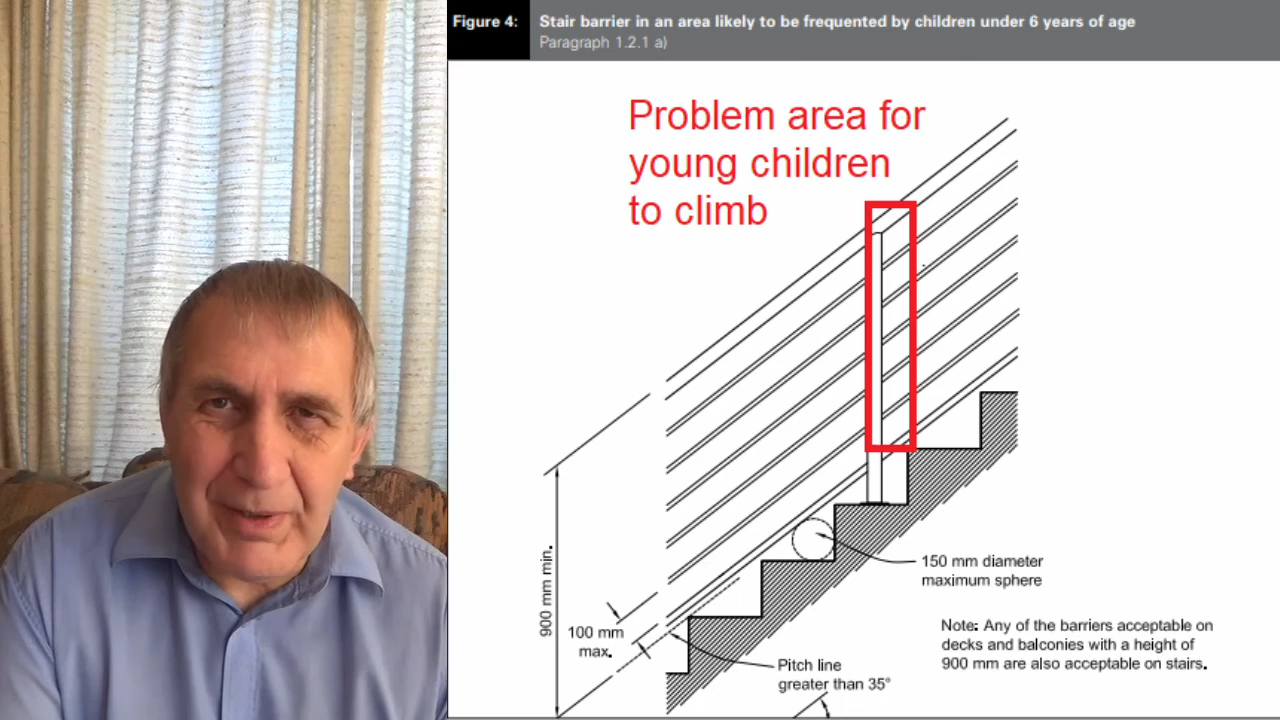 Figure 4: Stair barrier in an area likely to be frequented by children under 6 years of age
Paragraph 1.2.1 a)
Problem area for
young children
to climb
900 mm min.
100 mm
max.
150 mm diameter
maximum sphere
Note: Any of the barriers acceptable on
decks and balconies with a height of
900 mm are also acceptable on stairs.
Pitch line
greater than 35°